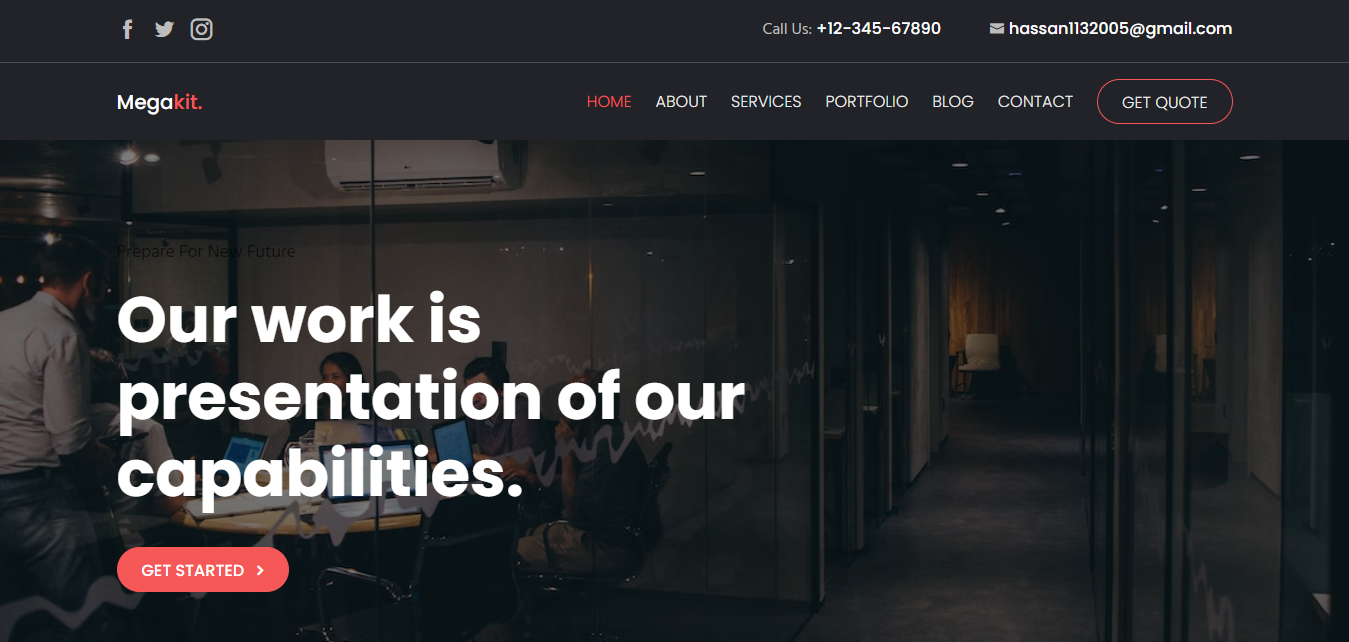 Call Us: +12-345-67890 hassan1132005@gmail.com
Megakit. HOME ABOUT SERVICES PORTFOLIO BLOG CONTACT GET QUOTE
Prepare For New Future
Our work is
presentation of our
capabilities.
GET STARTED